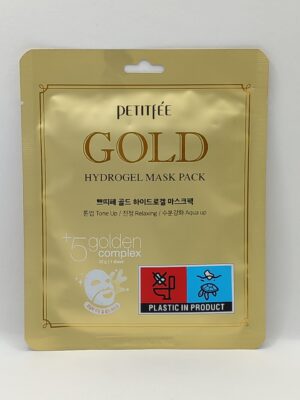 PETITFÉE
GOLD
HYDROGEL MASK PACK
쁘띠페 골드 하이드로겔 마스크팩
톤업 Tone Up / 진정 Relaxing / 수분강화 Aqua up
+5 golden
complex
PLASTIC IN PRODUCT